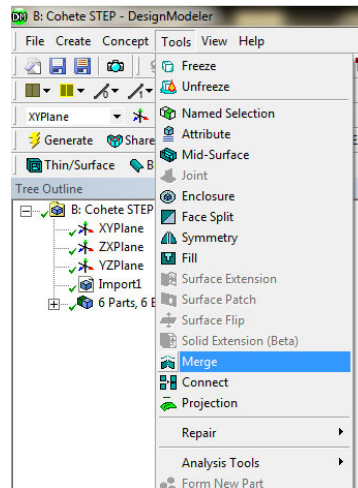 B: Cohete STEP - DesignModeler
File Create Concept Tools View Help
XYPlane
Generate Share
Thin/Surface B
Tree Outline
B: Cohete STEP
XYPlane
ZXPlane
YZPlane
Import1
6 Parts, 6
Freeze
Unfreeze
Named Selection
Attribute
Mid-Surface
Joint
Enclosure
Face Split
Symmetry
Fill
Surface Extension
Surface Patch
Surface Flip
Solid Extension (Beta)
Merge
Connect
Projection
Repair
Analysis Tools
Form New Part